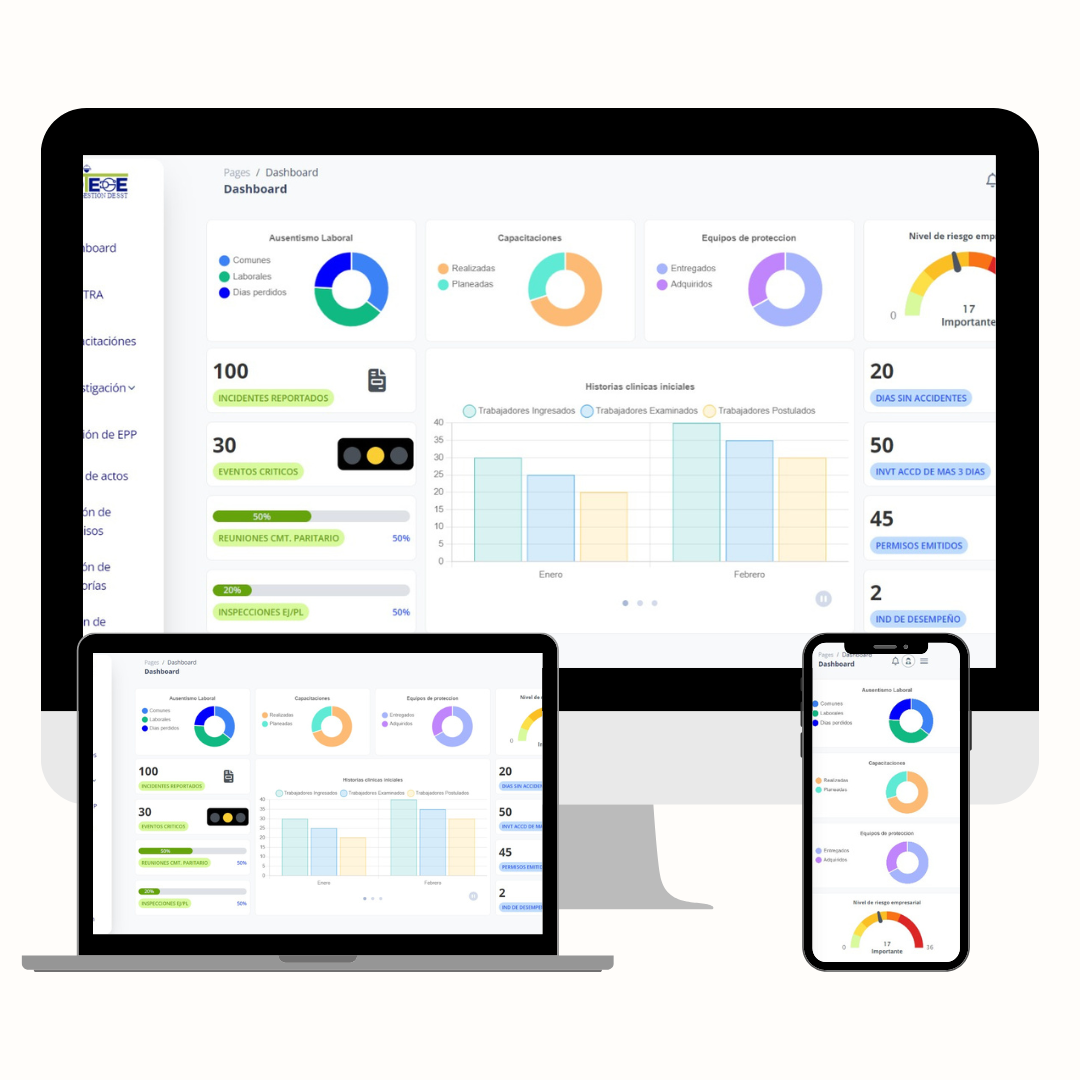 EGE
ESTION DE SST
Pages / Dashboard
Dashboard
board
TRA
citaciónes
stigación
ión de EPP
de actos
ón de
isos
ón de
orías
n de
Ausentismo Laboral
Comunes
Laborales
Dias perdidos
Capacitaciones
Realizadas
Planeadas
Equipos de proteccion
Entregados
Adquiridos
Nivel de riesgo empr
0
17
Importante
100
INCIDENTES REPORTADOS
30
EVENTOS CRITICOS
50%
REUNIONES CMT. PARITARIO 50%
20%
INSPECCIONES EJ/PL 50%
Historias clinicas iniciales
Trabajadores Ingresados Trabajadores Examinados Trabajadores Postulados
40
35
30
25
20
15
10
5
0
Enero Febrero
20
DIAS SIN ACCIDENTES
50
INVT ACCD DE MAS 3 DIAS
45
PERMISOS EMITIDOS
2
IND DE DESEMPEÑO
Pages / Dashboard
Dashboard
Ausentismo Laboral
Comunes
Laborales
Dias perdidos
Capacitaciones
Realizadas
Planeadas
Equipos de proteccion
Entregados
Adquiridos
Nivel d
0
100
INCIDENTES REPORTADOS
30
EVENTOS CRITICOS
50%
REUNIONES CMT. PARITARIO 50%
20%
INSPECCIONES EJ/PL 50%
Historias clinicas iniciales
Trabajadores Ingresados Trabajadores Examinados Trabajadores Postulados
40
35
30
25
20
15
10
5
0
Enero Febrero
20
DIAS SIN ACCIDEN
50
INVT ACCD DE MA
45
PERMISOS EMITID
2
IND DE DESEMPE
Pages / Dashboard
Dashboard
Ausentismo Laboral
Comunes
Laborales
Dias perdidos
Capacitaciones
Realizadas
Planeadas
Equipos de proteccion
Entregados
Adquiridos
Nivel de riesgo empresarial
0
17
Importante
36